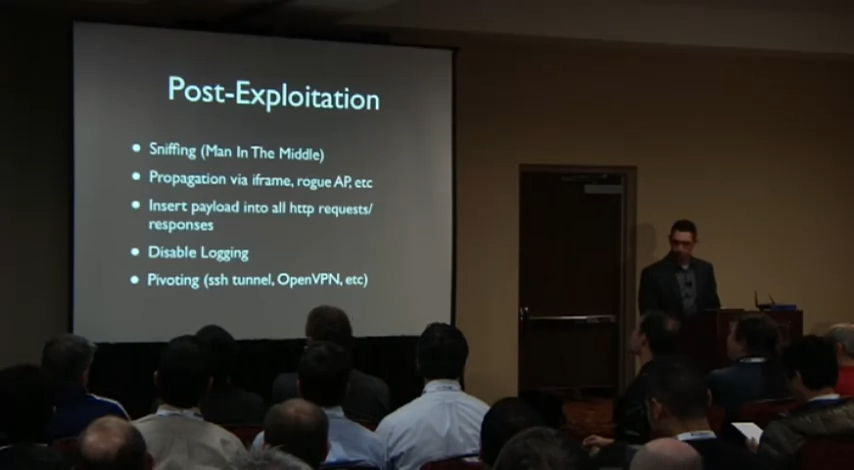 Post-Exploitation
• Sniffing (Man In The Middle)
• Propagation via iframe, rogue AP, etc
• Insert payload into all http requests/
responses
• Disable Logging
• Pivoting (ssh tunnel, OpenVPN, etc)